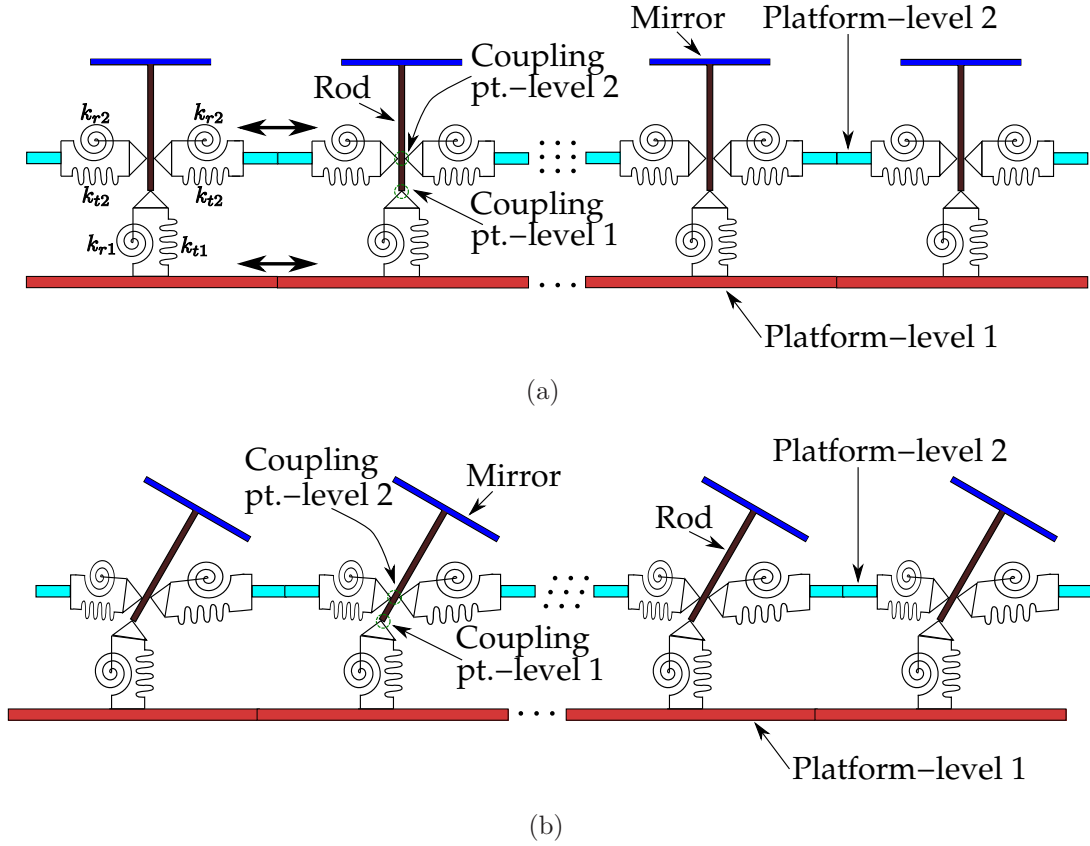 Mirror
Platform–level 2
Coupling
pt.–level 2
Rod
k_{r2}
k_{r2}
k_{t2}
k_{t2}
Coupling
pt.–level 1
k_{r1}
k_{t1}
Platform–level 1
(a)
Coupling
pt.–level 2
Mirror
Platform–level 2
Rod
Coupling
pt.–level 1
Platform–level 1
(b)